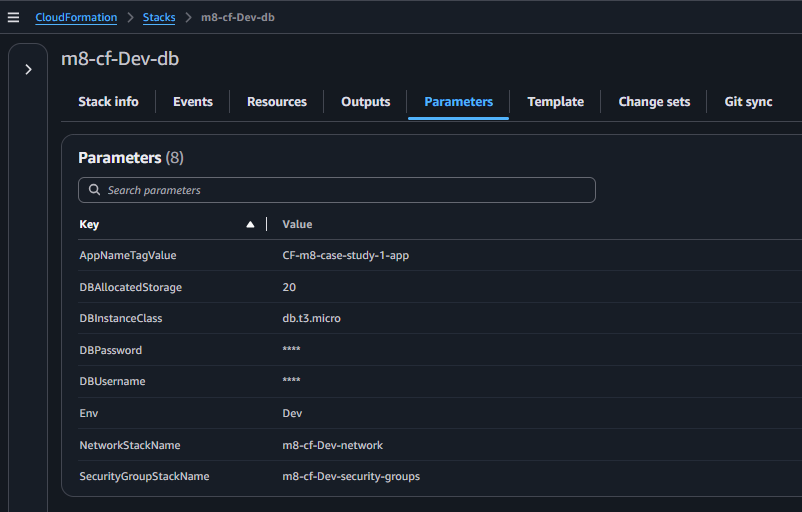 CloudFormation > Stacks > m8-cf-Dev-db
m8-cf-Dev-db
Stack info Events Resources Outputs Parameters Template Change sets Git sync
Parameters (8)
Search parameters
Key Value
AppNameTagValue CF-m8-case-study-1-app
DBAllocatedStorage 20
DBInstanceClass db.t3.micro
DBPassword ****
DBUsername ****
Env Dev
NetworkStackName m8-cf-Dev-network
SecurityGroupStackName m8-cf-Dev-security-groups